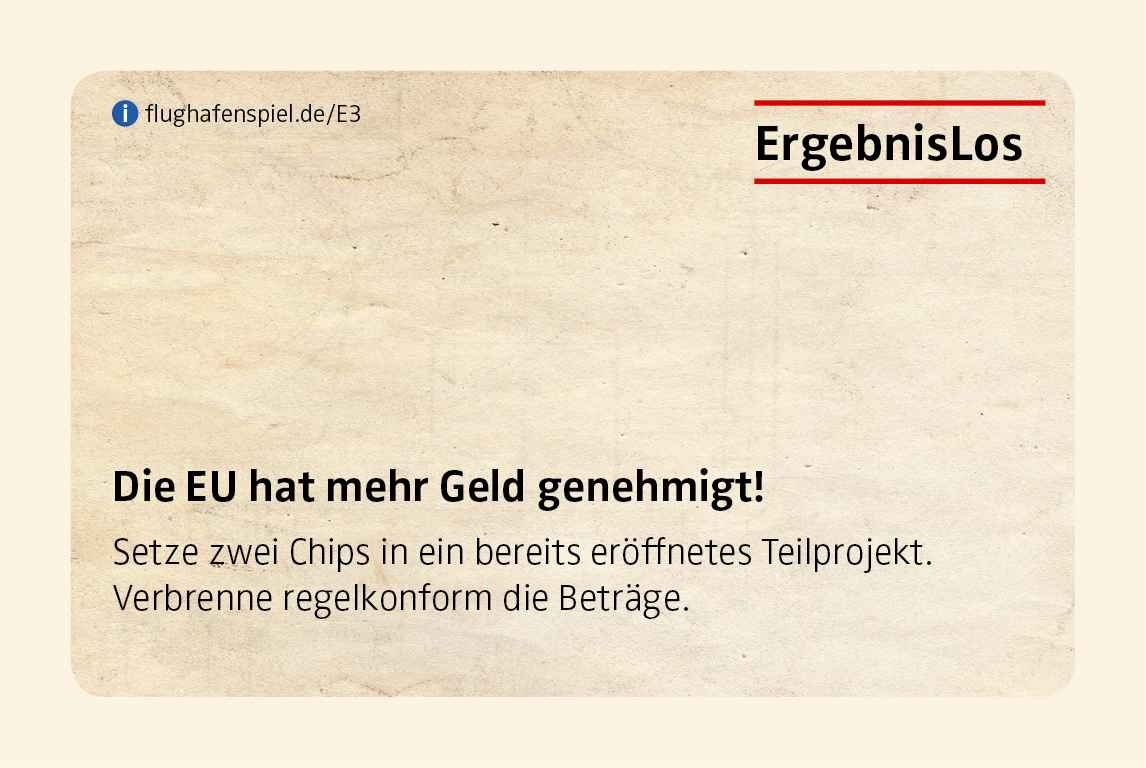 i flughafenspiel.de/E3
ErgebnisLos
Die EU hat mehr Geld genehmigt!
Setze zwei Chips in ein bereits eröffnetes Teilprojekt.
Verbrenne regelkonform die Beträge.